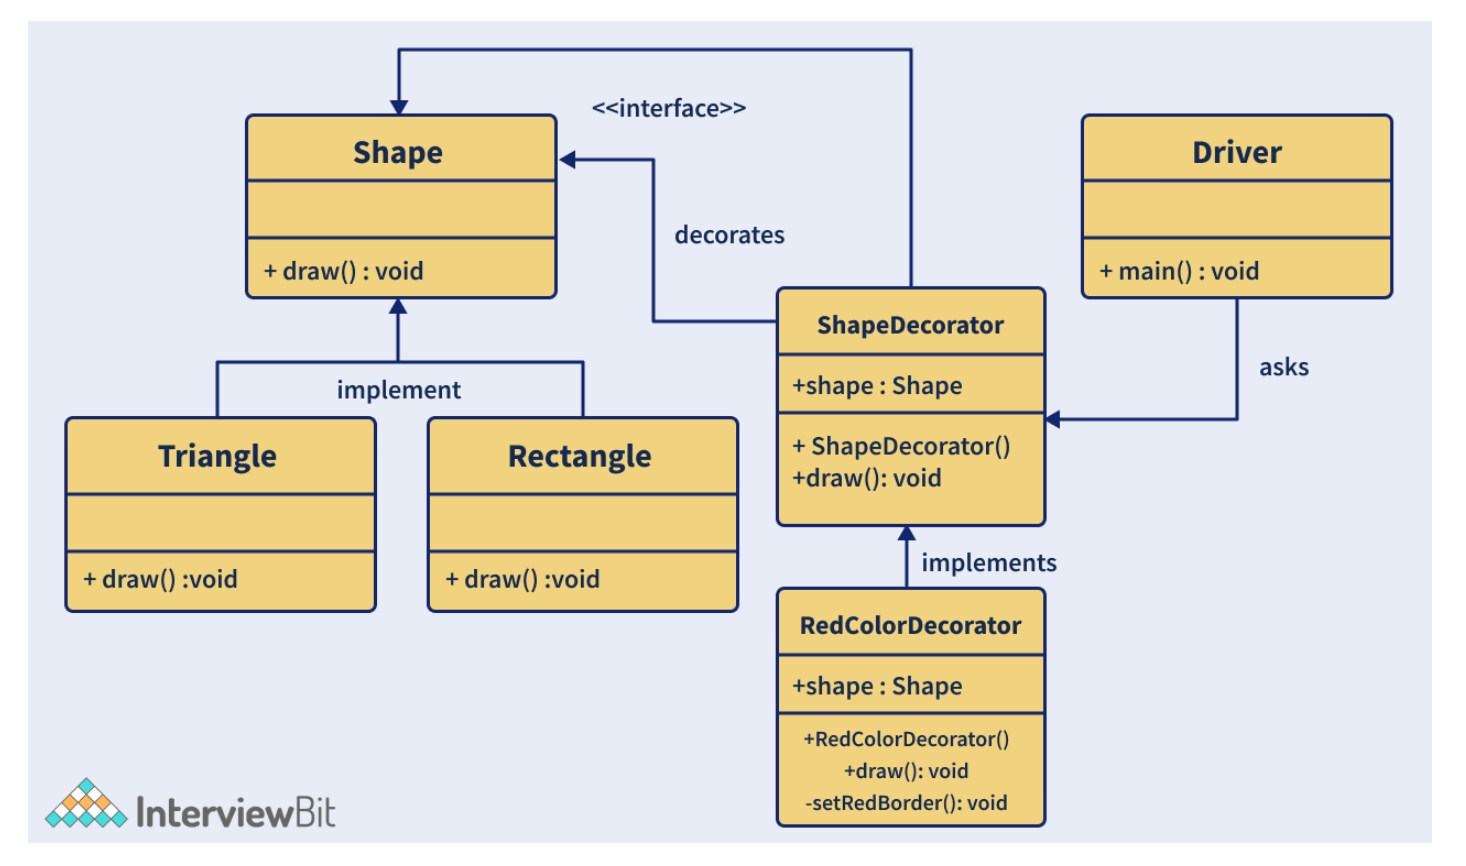 <<interface>>
Shape
+ draw() : void
decorates
Driver
+ main() : void
asks
implement
Triangle
+ draw() :void
Rectangle
+ draw() :void
ShapeDecorator
+shape : Shape
+ ShapeDecorator()
+draw(): void
implements
RedColorDecorator
+shape : Shape
+RedColorDecorator()
+draw(): void
-setRedBorder(): void
InterviewBit